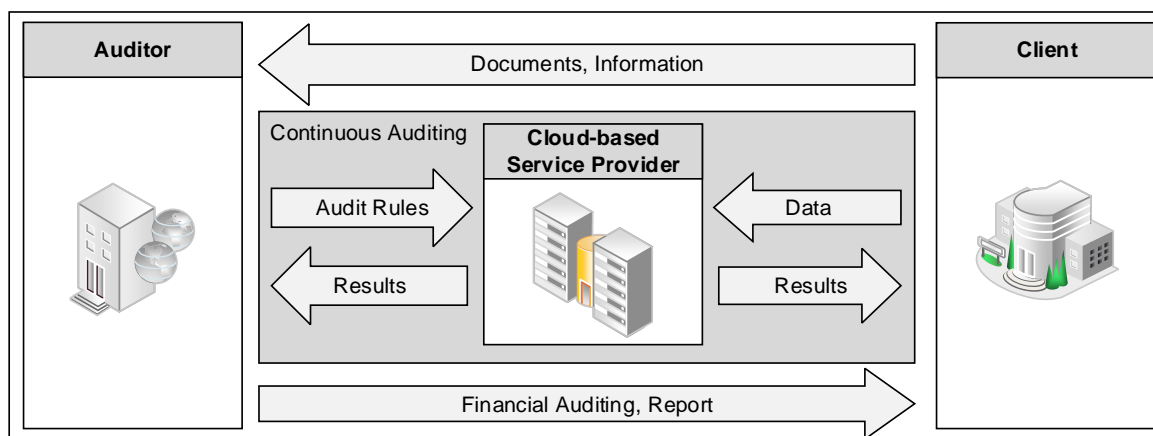 Auditor
Documents, Information
Client
Continuous Auditing
Cloud-based
Service Provider
Audit Rules
Data
Results
Results
Financial Auditing, Report